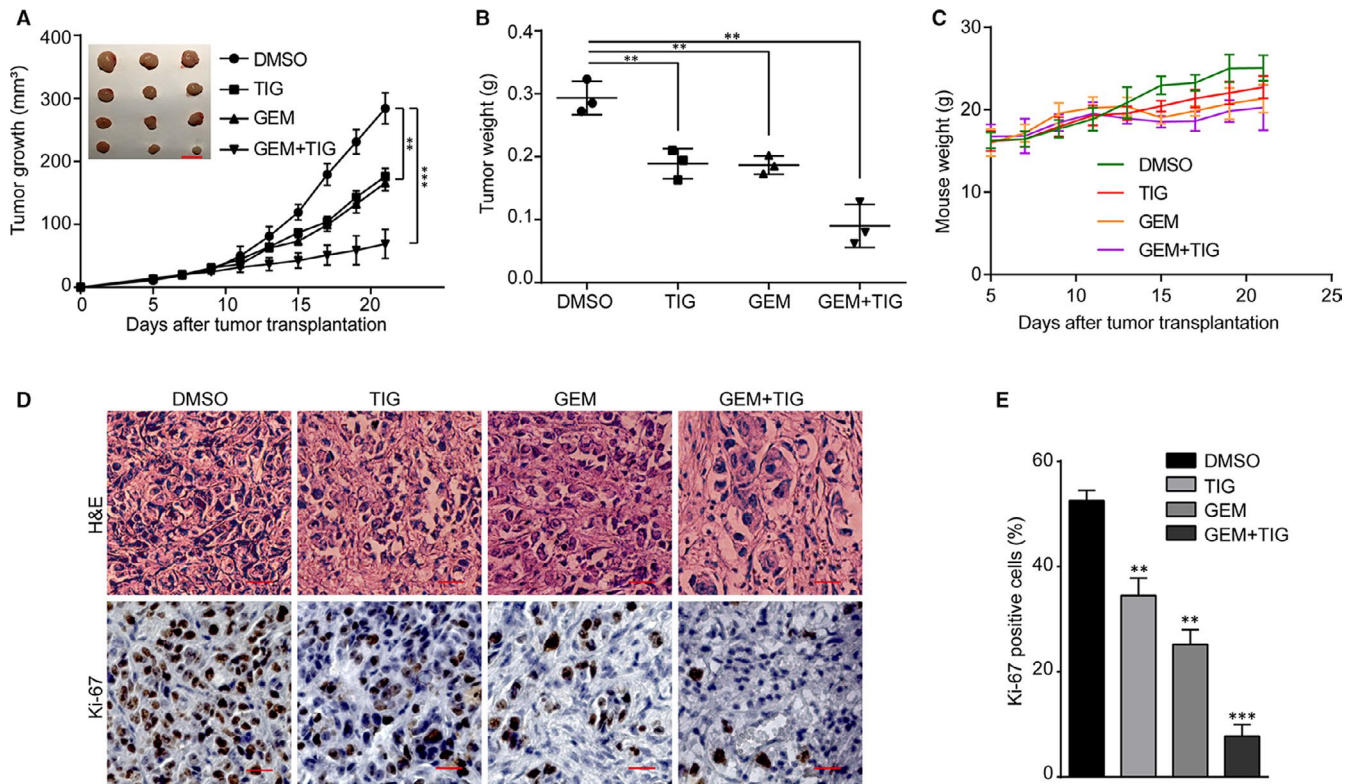 A
Tumor growth (mm³)
400
300
200
100
0
0
5
10
15
20
Days after tumor transplantation
DMSO
TIG
GEM
GEM+TIG
**
***
B
Tumor weight (g)
0.4
0.3
0.2
0.1
0.0
**
**
**
DMSO
TIG
GEM
GEM+TIG
C
Mouse weight (g)
30
20
10
0
5
10
15
20
25
Days after tumor transplantation
DMSO
TIG
GEM
GEM+TIG
D
DMSO
TIG
GEM
GEM+TIG
H&E
Ki-67
E
Ki-67 positive cells (%)
60
40
20
0
DMSO
TIG
GEM
GEM+TIG
**
**
***